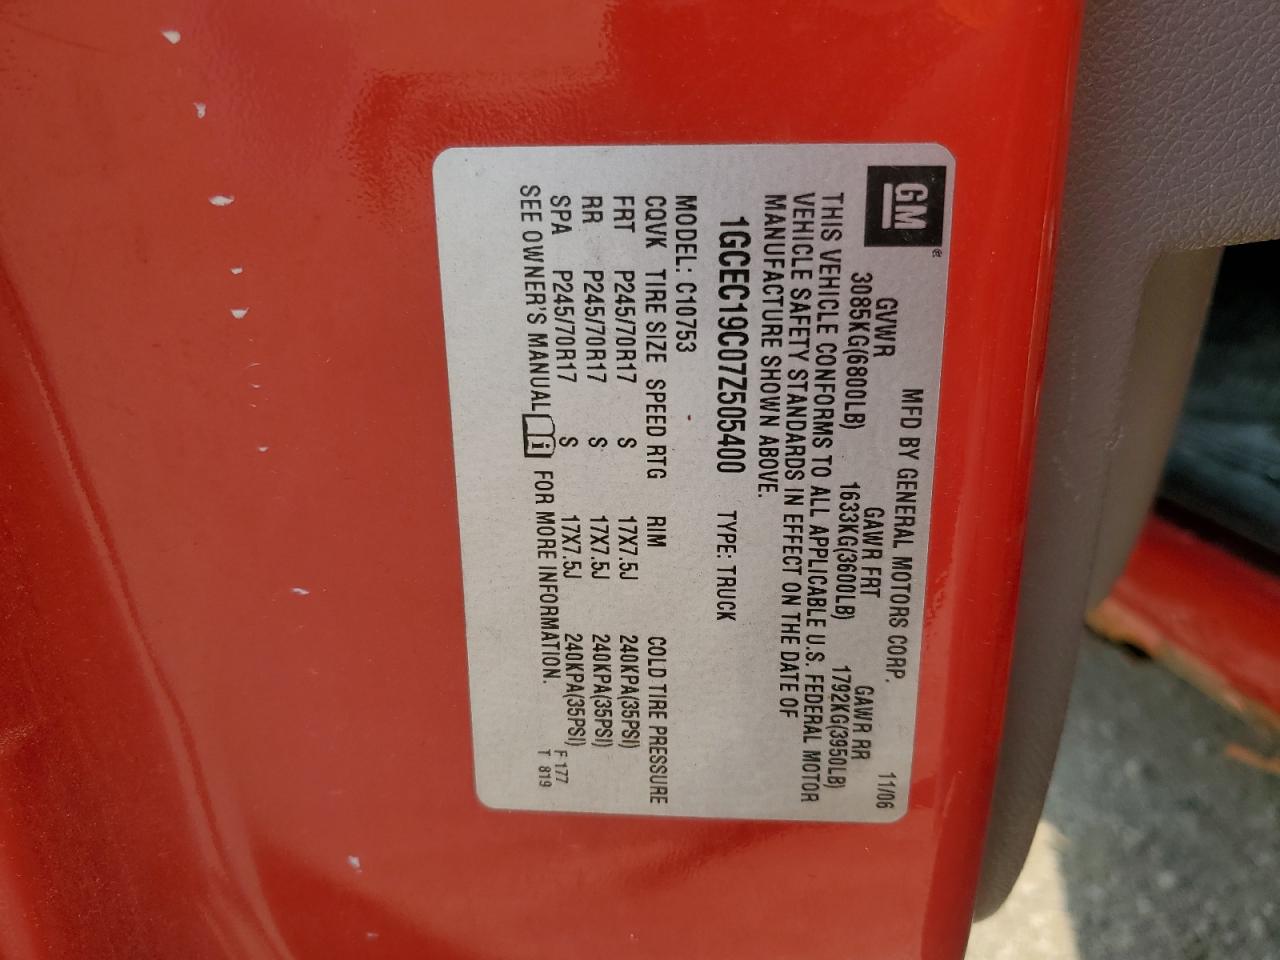 GM®
MFD BY GENERAL MOTORS CORP. 11/06
GVWR GAWR FRT GAWR RR
3085KG(6800LB) 1633KG(3600LB) 1792KG(3950LB)
THIS VEHICLE CONFORMS TO ALL APPLICABLE U.S. FEDERAL MOTOR
VEHICLE SAFETY STANDARDS IN EFFECT ON THE DATE OF
MANUFACTURE SHOWN ABOVE.
1GCEC19C07Z505400 TYPE: TRUCK
MODEL: C10753
CQVK TIRE SIZE SPEED RTG RIM COLD TIRE PRESSURE
FRT P245/70R17 S 17X7.5J 240KPA(35PSI)
RR P245/70R17 S 17X7.5J 240KPA(35PSI)
SPA P245/70R17 S 17X7.5J 240KPA(35PSI) F 177
SEE OWNER'S MANUAL i FOR MORE INFORMATION. T 819